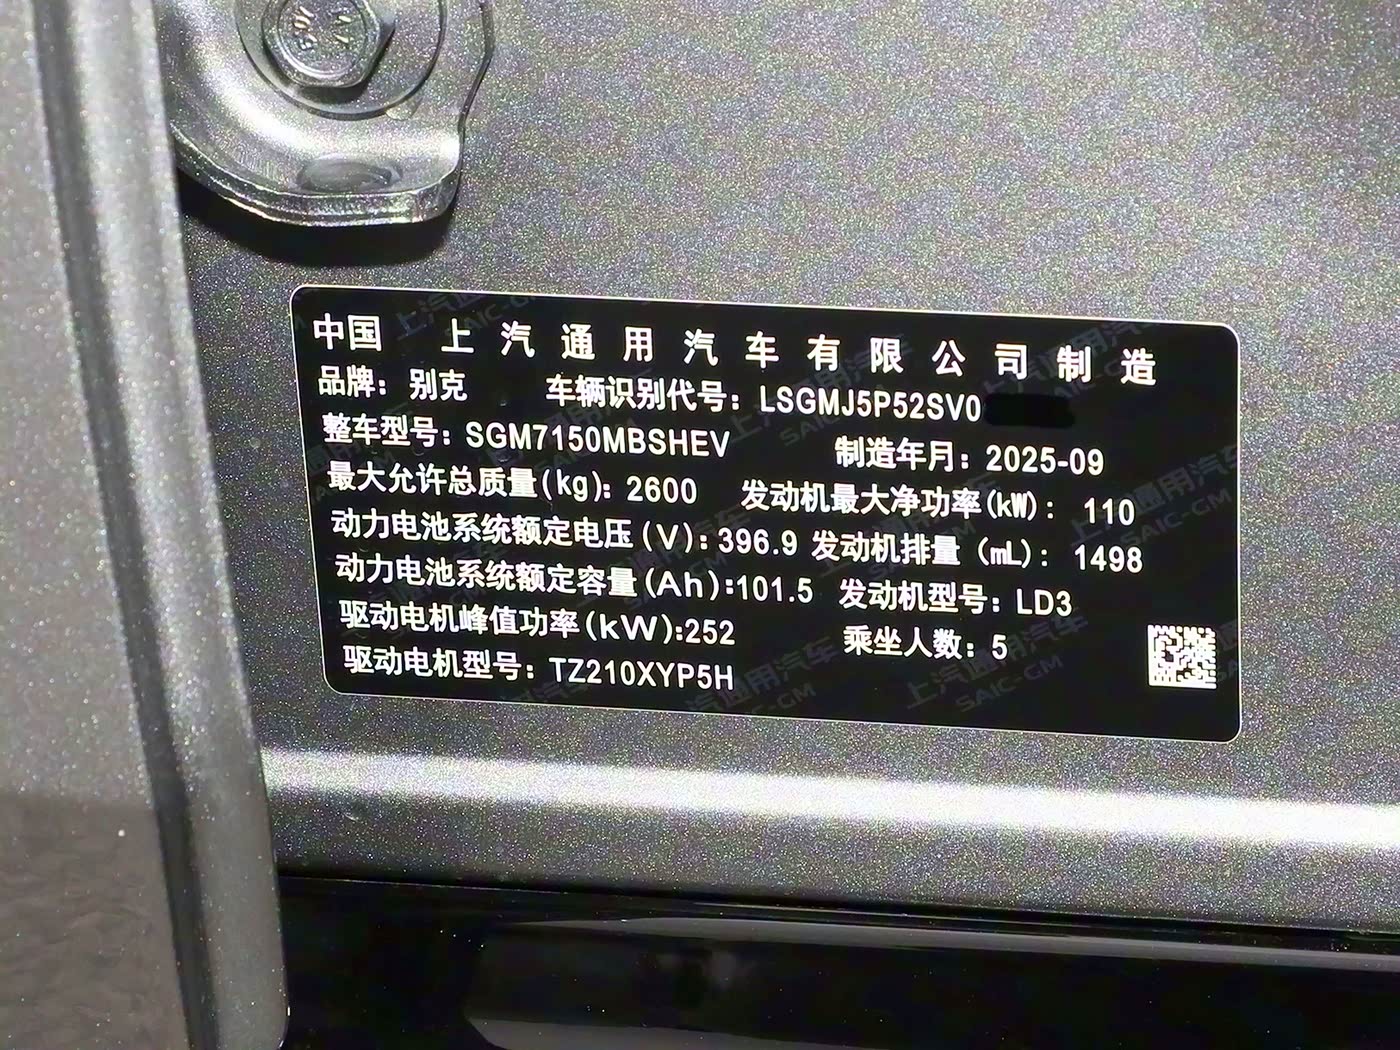 中国 上汽通用汽车有限公司制造
品牌：别克 车辆识别代号：LSGMJ5P52SV0
整车型号：SGM7150MBSHEV 制造年月：2025-09
最大允许总质量(kg)：2600 发动机最大净功率(kW)：110
动力电池系统额定电压(V)：396.9 发动机排量(mL)：1498
动力电池系统额定容量(Ah)：101.5 发动机型号：LD3
驱动电机峰值功率(kW)：252 乘坐人数：5
驱动电机型号：TZ210XYP5H